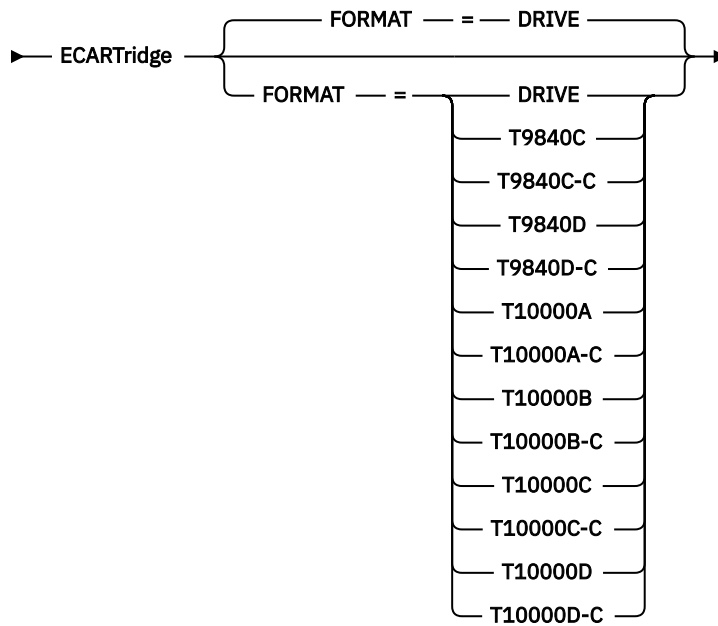 FORMAT = DRIVE
ECARTridge
FORMAT = DRIVE
T9840C
T9840C-C
T9840D
T9840D-C
T10000A
T10000A-C
T10000B
T10000B-C
T10000C
T10000C-C
T10000D
T10000D-C